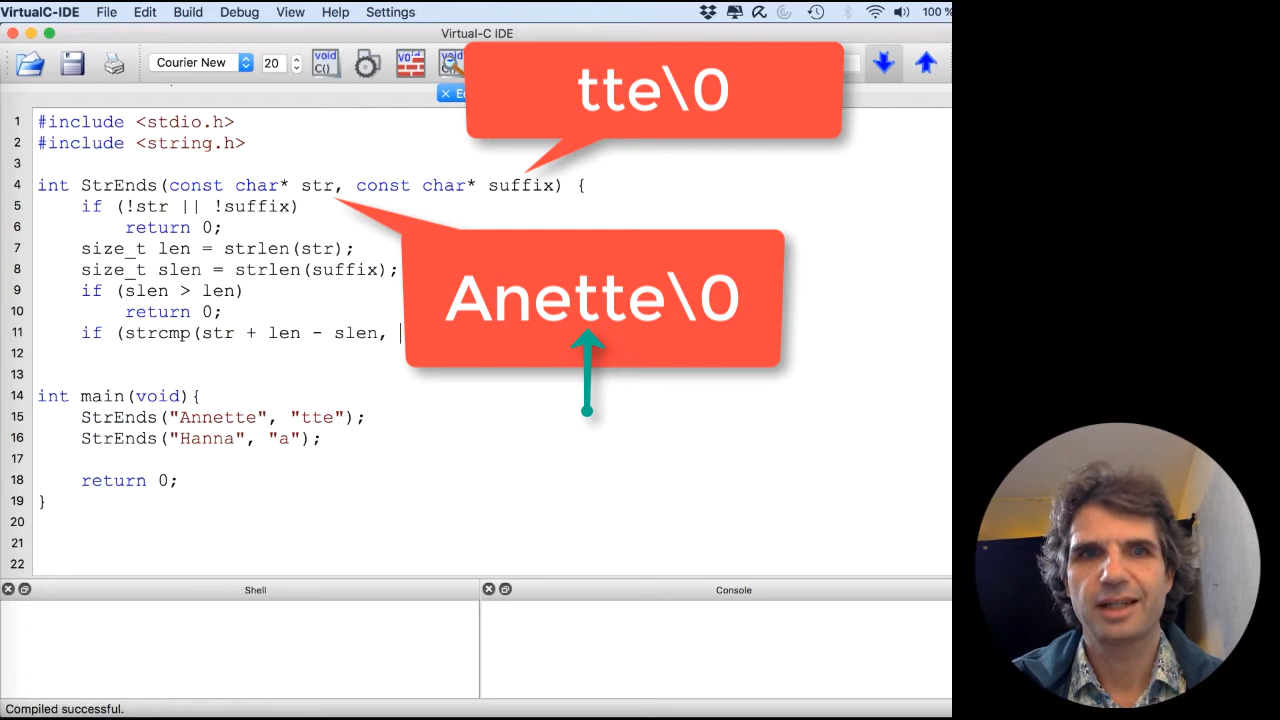 VirtualC-IDE File Edit Build Debug View Help Settings 100 %
Virtual-C IDE
Courier New 20 void C()
tte\0
1 #include <stdio.h>
2 #include <string.h>
3
4 int StrEnds(const char* str, const char* suffix) {
5 if (!str || !suffix)
6 return 0;
7 size_t len = strlen(str);
8 size_t slen = strlen(suffix);
9 if (slen > len)
10 return 0;
11 if (strcmp(str + len - slen,
Anette\0
12
13
14 int main(void){
15 StrEnds("Annette", "tte");
16 StrEnds("Hanna", "a");
17
18 return 0;
19 }
20
21
22
Shell Console
Compiled successful.